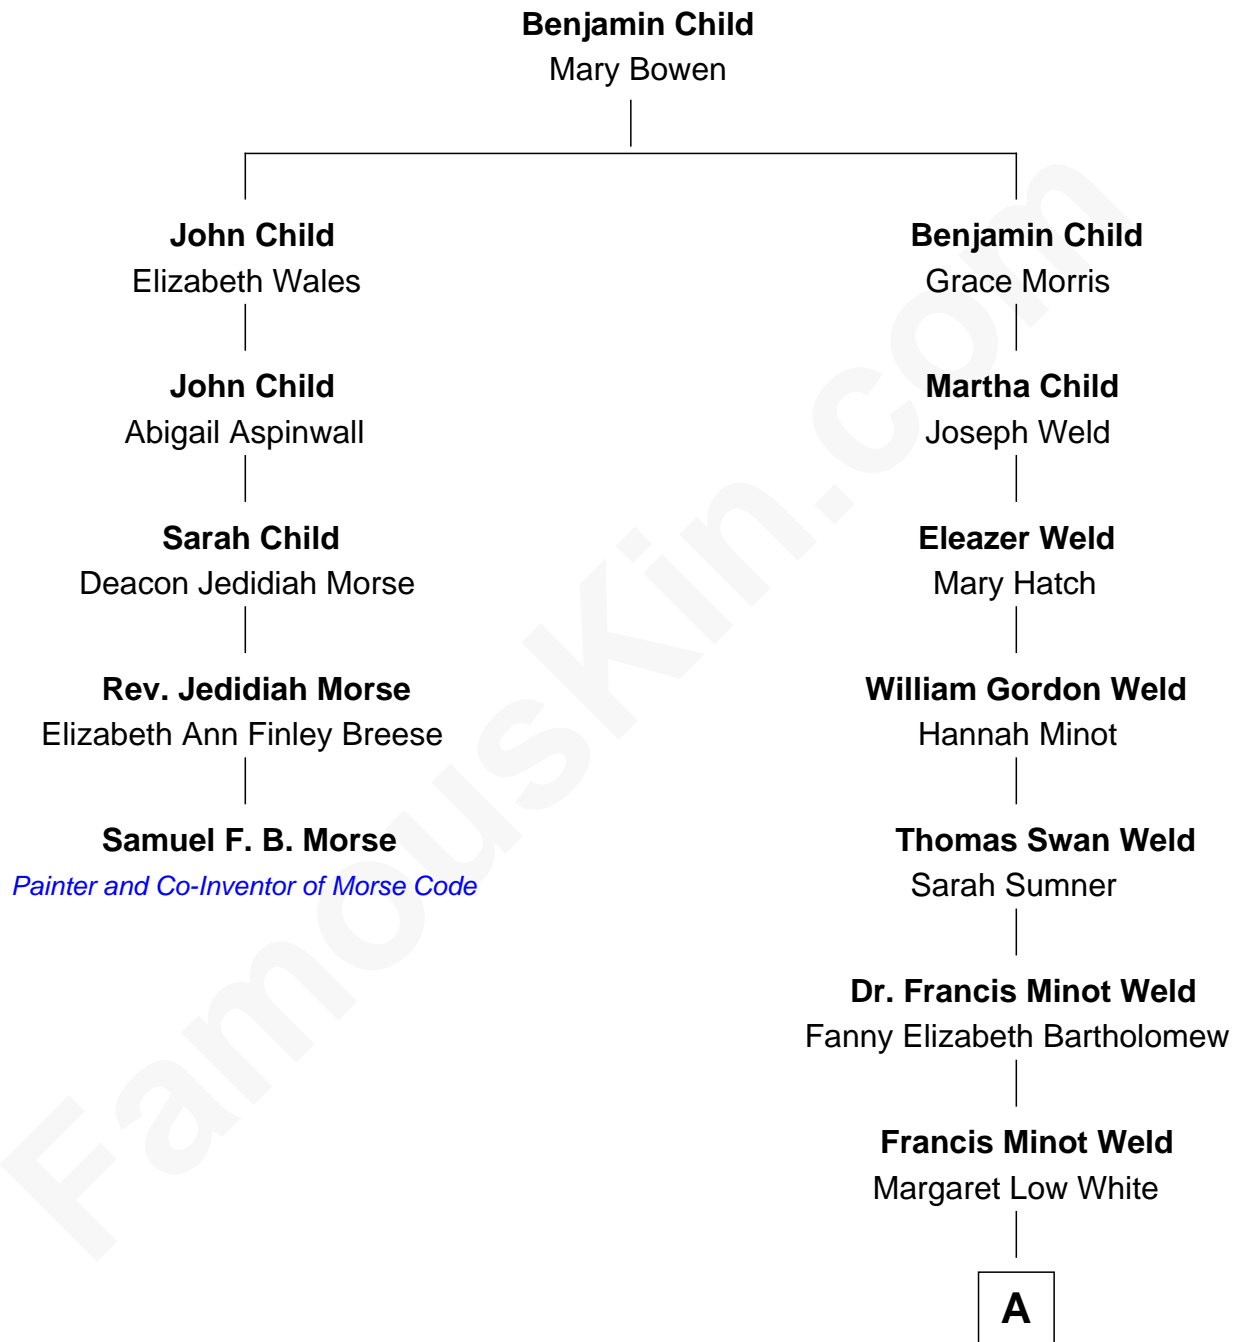 Benjamin Child
Mary Bowen
John Child
Elizabeth Wales
John Child
Abigail Aspinwall
Sarah Child
Deacon Jedidiah Morse
Rev. Jedidiah Morse
Elizabeth Ann Finley Breese
Samuel F. B. Morse
Painter and Co-Inventor of Morse Code
Benjamin Child
Grace Morris
Martha Child
Joseph Weld
Eleazer Weld
Mary Hatch
William Gordon Weld
Hannah Minot
Thomas Swan Weld
Sarah Sumner
Dr. Francis Minot Weld
Fanny Elizabeth Bartholomew
Francis Minot Weld
Margaret Low White
A
FamousKin.com